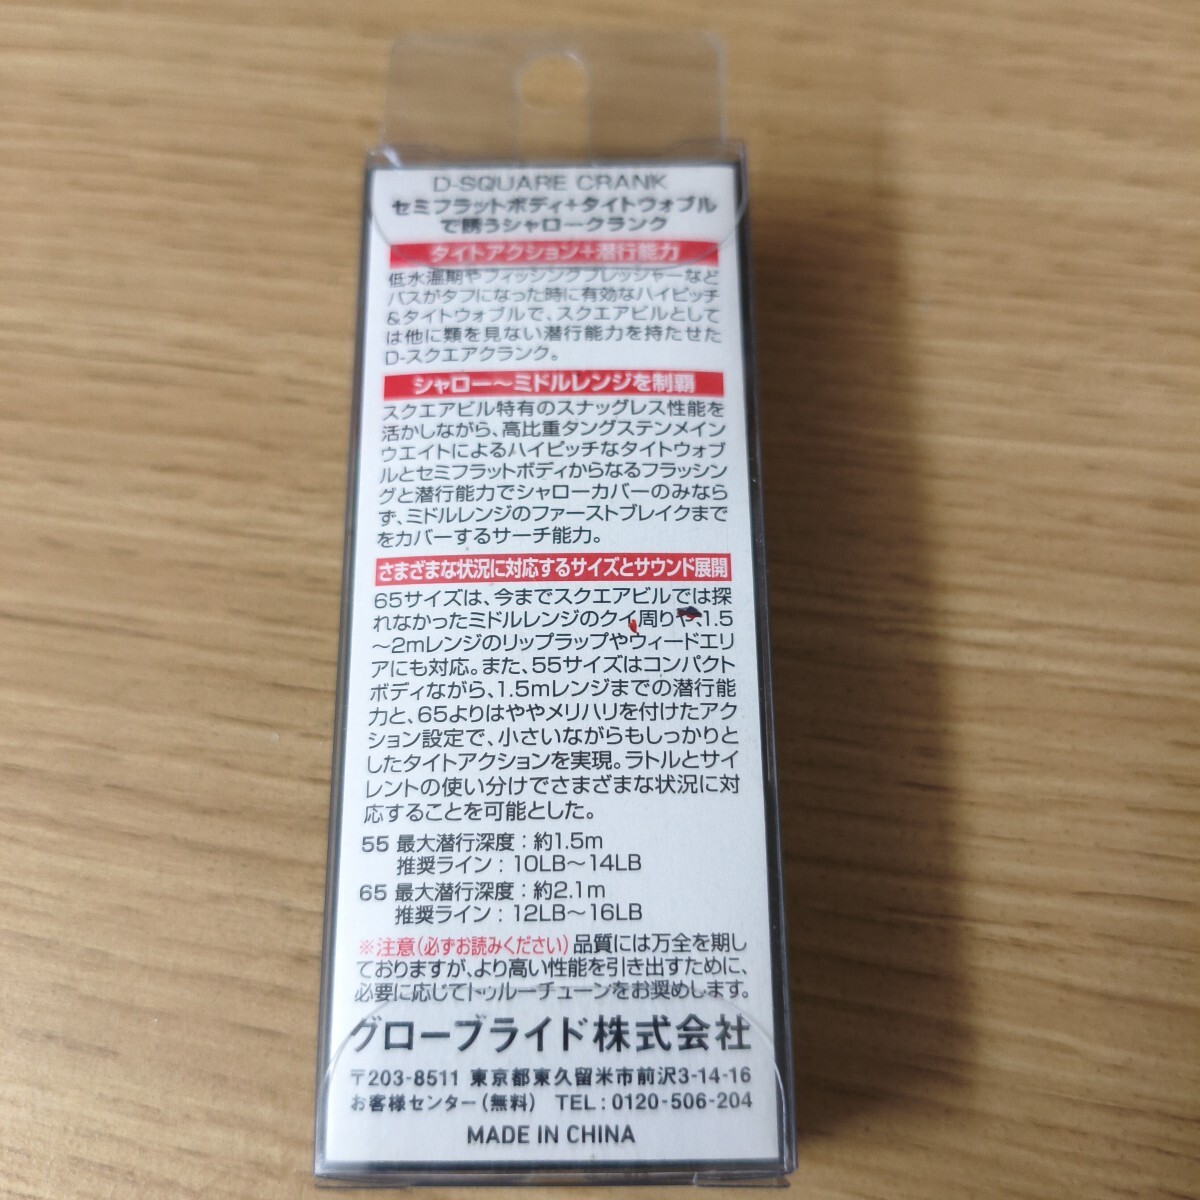 D-SQUARE CRANK
セミフラットボディ+タイトウォブル
で誘うシャロークランク
タイトアクション+潜行能力
低水温期やフィッシングプレッシャーなど
バスがタフになった時に有効なハイピッチ
&タイトウォブルで、スクエアビルとして
は他に類を見ない潜行能力を持たせた
D-スクエアクランク。
シャロー〜ミドルレンジを制覇
スクエアビル特有のスナッグレス性能を
活かしながら、高比重タングステンメイン
ウエイトによるハイピッチなタイトウォブ
ルとセミフラットボディからなるフラッシン
グと潜行能力でシャローカバーのみなら
ず、ミドルレンジのファーストブレイクまで
をカバーするサーチ能力。
さまざまな状況に対応するサイズとサウンド展開
65サイズは、今までスクエアビルでは探
れなかったミドルレンジのクイ周りや、1.5
〜2mレンジのリップラップやウィードエリ
アにも対応。また、55サイズはコンパクト
ボディながら、1.5mレンジまでの潜行能
力と、65よりはややメリハリを付けたアク
ション設定で、小さいながらもしっかりと
したタイトアクションを実現。ラトルとサイ
レントの使い分けでさまざまな状況に対
応することを可能とした。
55 最大潜行深度：約1.5m
推奨ライン：10LB〜14LB
65 最大潜行深度：約2.1m
推奨ライン：12LB〜16LB
※注意(必ずお読みください)品質には万全を期し
ておりますが、より高い性能を引き出すために、
必要に応じてトゥルーチューンをお奨めします。
グローブライド株式会社
〒203-8511 東京都東久留米市前沢3-14-16
お客様センター(無料) TEL:0120-506-204
MADE IN CHINA